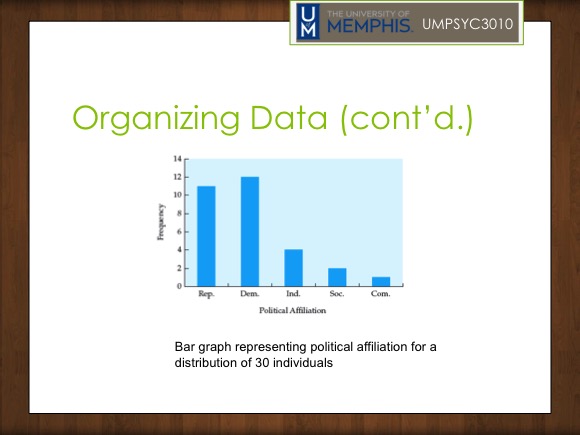 UM THE UNIVERSITY OF MEMPHIS. UMPSYC3010
Organizing Data (cont’d.)
14
12
10
8
6
4
2
0
Frequency
Rep. Dem. Ind. Soc. Com.
Political Affiliation
Bar graph representing political affiliation for a
distribution of 30 individuals